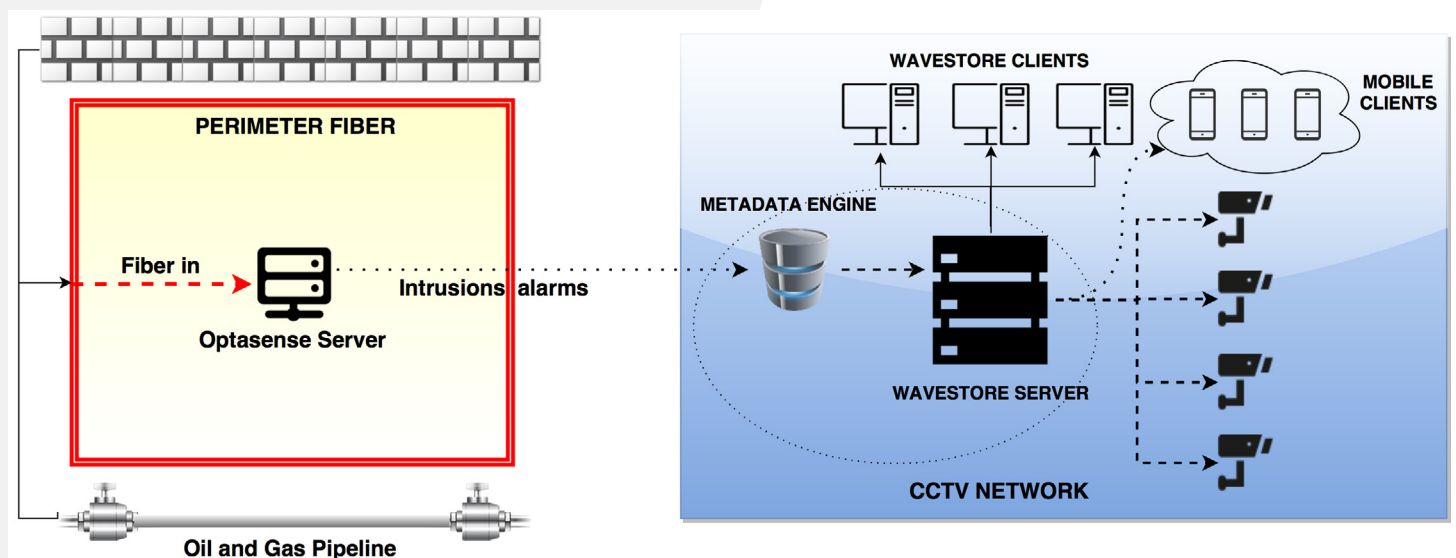 PERIMETER FIBER
Fiber in
Intrusions alarms
Optasense Server
Oil and Gas Pipeline
WAVESTORE CLIENTS
MOBILE
CLIENTS
METADATA ENGINE
WAVESTORE SERVER
CCTV NETWORK